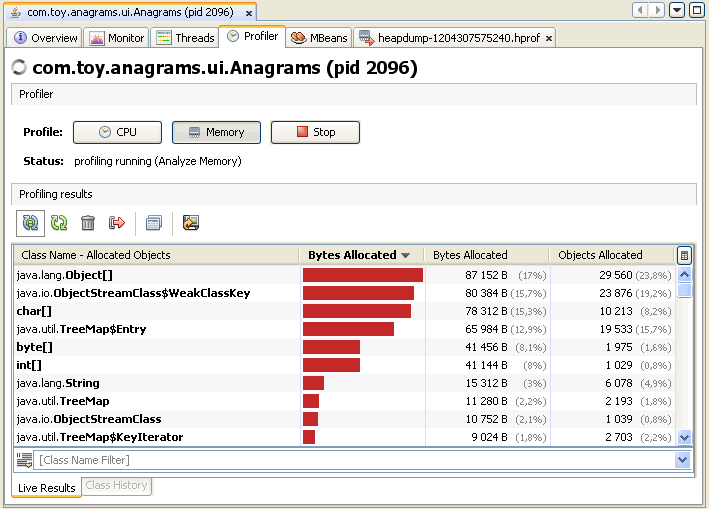 com.toy.anagrams.ui.Anagrams (pid 2096)
Overview Monitor Threads Profiler MBeans heapdump-1204307575240.hprof
com.toy.anagrams.ui.Anagrams (pid 2096)
Profiler
Profile: CPU Memory Stop
Status: profiling running (Analyze Memory)
Profiling results
Class Name - Allocated Objects Bytes Allocated Bytes Allocated Objects Allocated
java.lang.Object[] 87 152 B (17%) 29 560 (23,8%)
java.io.ObjectStreamClass$WeakClassKey 80 384 B (15,7%) 23 876 (19,2%)
char[] 78 312 B (15,3%) 10 213 (8,2%)
java.util.TreeMap$Entry 65 984 B (12,9%) 19 533 (15,7%)
byte[] 41 456 B (8,1%) 1 975 (1,6%)
int[] 41 144 B (8%) 1 029 (0,8%)
java.lang.String 15 312 B (3%) 6 078 (4,9%)
java.util.TreeMap 11 280 B (2,2%) 2 193 (1,8%)
java.io.ObjectStreamClass 10 752 B (2,1%) 1 039 (0,8%)
java.util.TreeMap$KeyIterator 9 024 B (1,8%) 2 703 (2,2%)
[Class Name Filter]
Live Results Class History